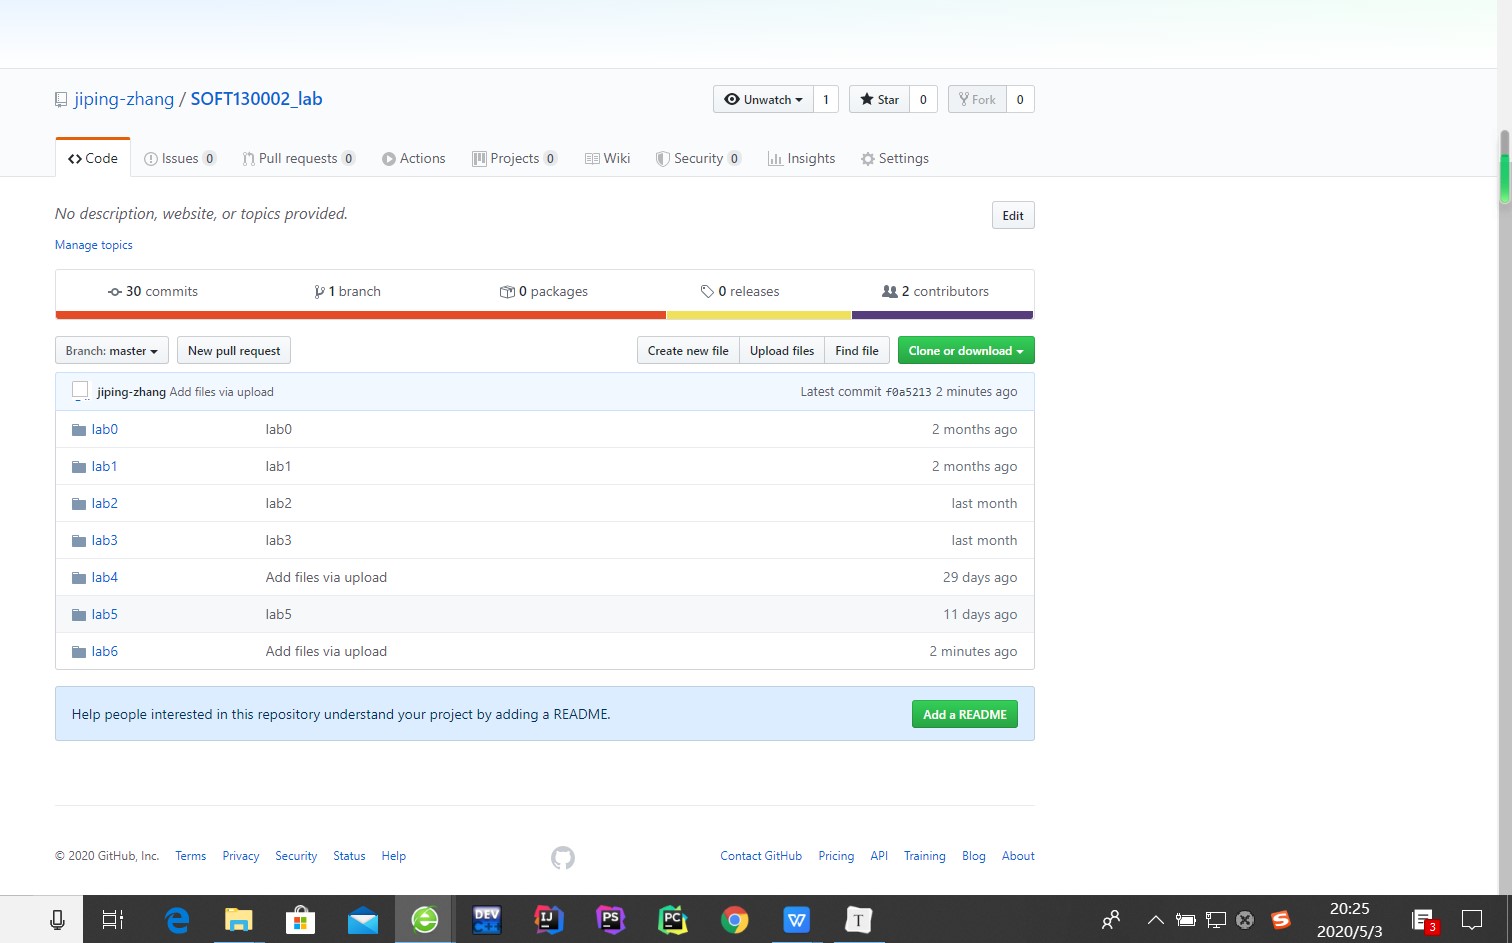 jiping-zhang / SOFT130002_lab
Unwatch 1 Star 0 Fork 0
Code Issues 0 Pull requests 0 Actions Projects 0 Wiki Security 0 Insights Settings
No description, website, or topics provided.
Edit
Manage topics
30 commits 1 branch 0 packages 0 releases 2 contributors
Branch: master New pull request Create new file Upload files Find file Clone or download
jiping-zhang Add files via upload Latest commit f0a5213 2 minutes ago
lab0 lab0 2 months ago
lab1 lab1 2 months ago
lab2 lab2 last month
lab3 lab3 last month
lab4 Add files via upload 29 days ago
lab5 lab5 11 days ago
lab6 Add files via upload 2 minutes ago
Help people interested in this repository understand your project by adding a README. Add a README
© 2020 GitHub, Inc. Terms Privacy Security Status Help Contact GitHub Pricing API Training Blog About
DEV C++ IJ PS PC W T S 20:25 3
2020/5/3